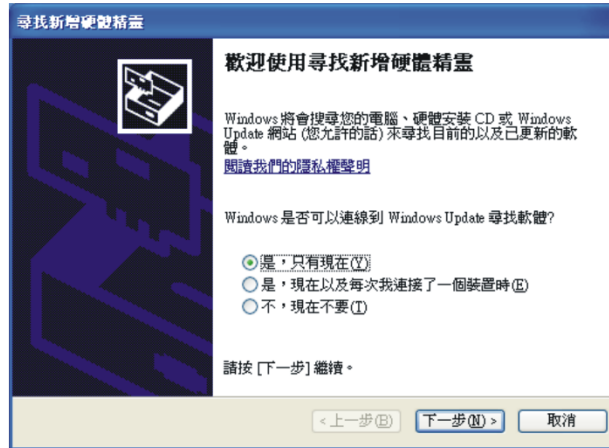 尋找新增硬體精靈
歡迎使用尋找新增硬體精靈
Windows 將會搜尋您的電腦、硬體安裝 CD 或 Windows
Update 網站 (您允許的話) 來尋找目前的以及已更新的軟
體。
閱讀我們的隱私權聲明
Windows 是否可以連線到 Windows Update 尋找軟體?
是，只有現在(Y)
是，現在以及每次我連接了一個裝置時(E)
不，現在不要(T)
請按 [下一步] 繼續。
<上一步(B) 下一步(N)> 取消